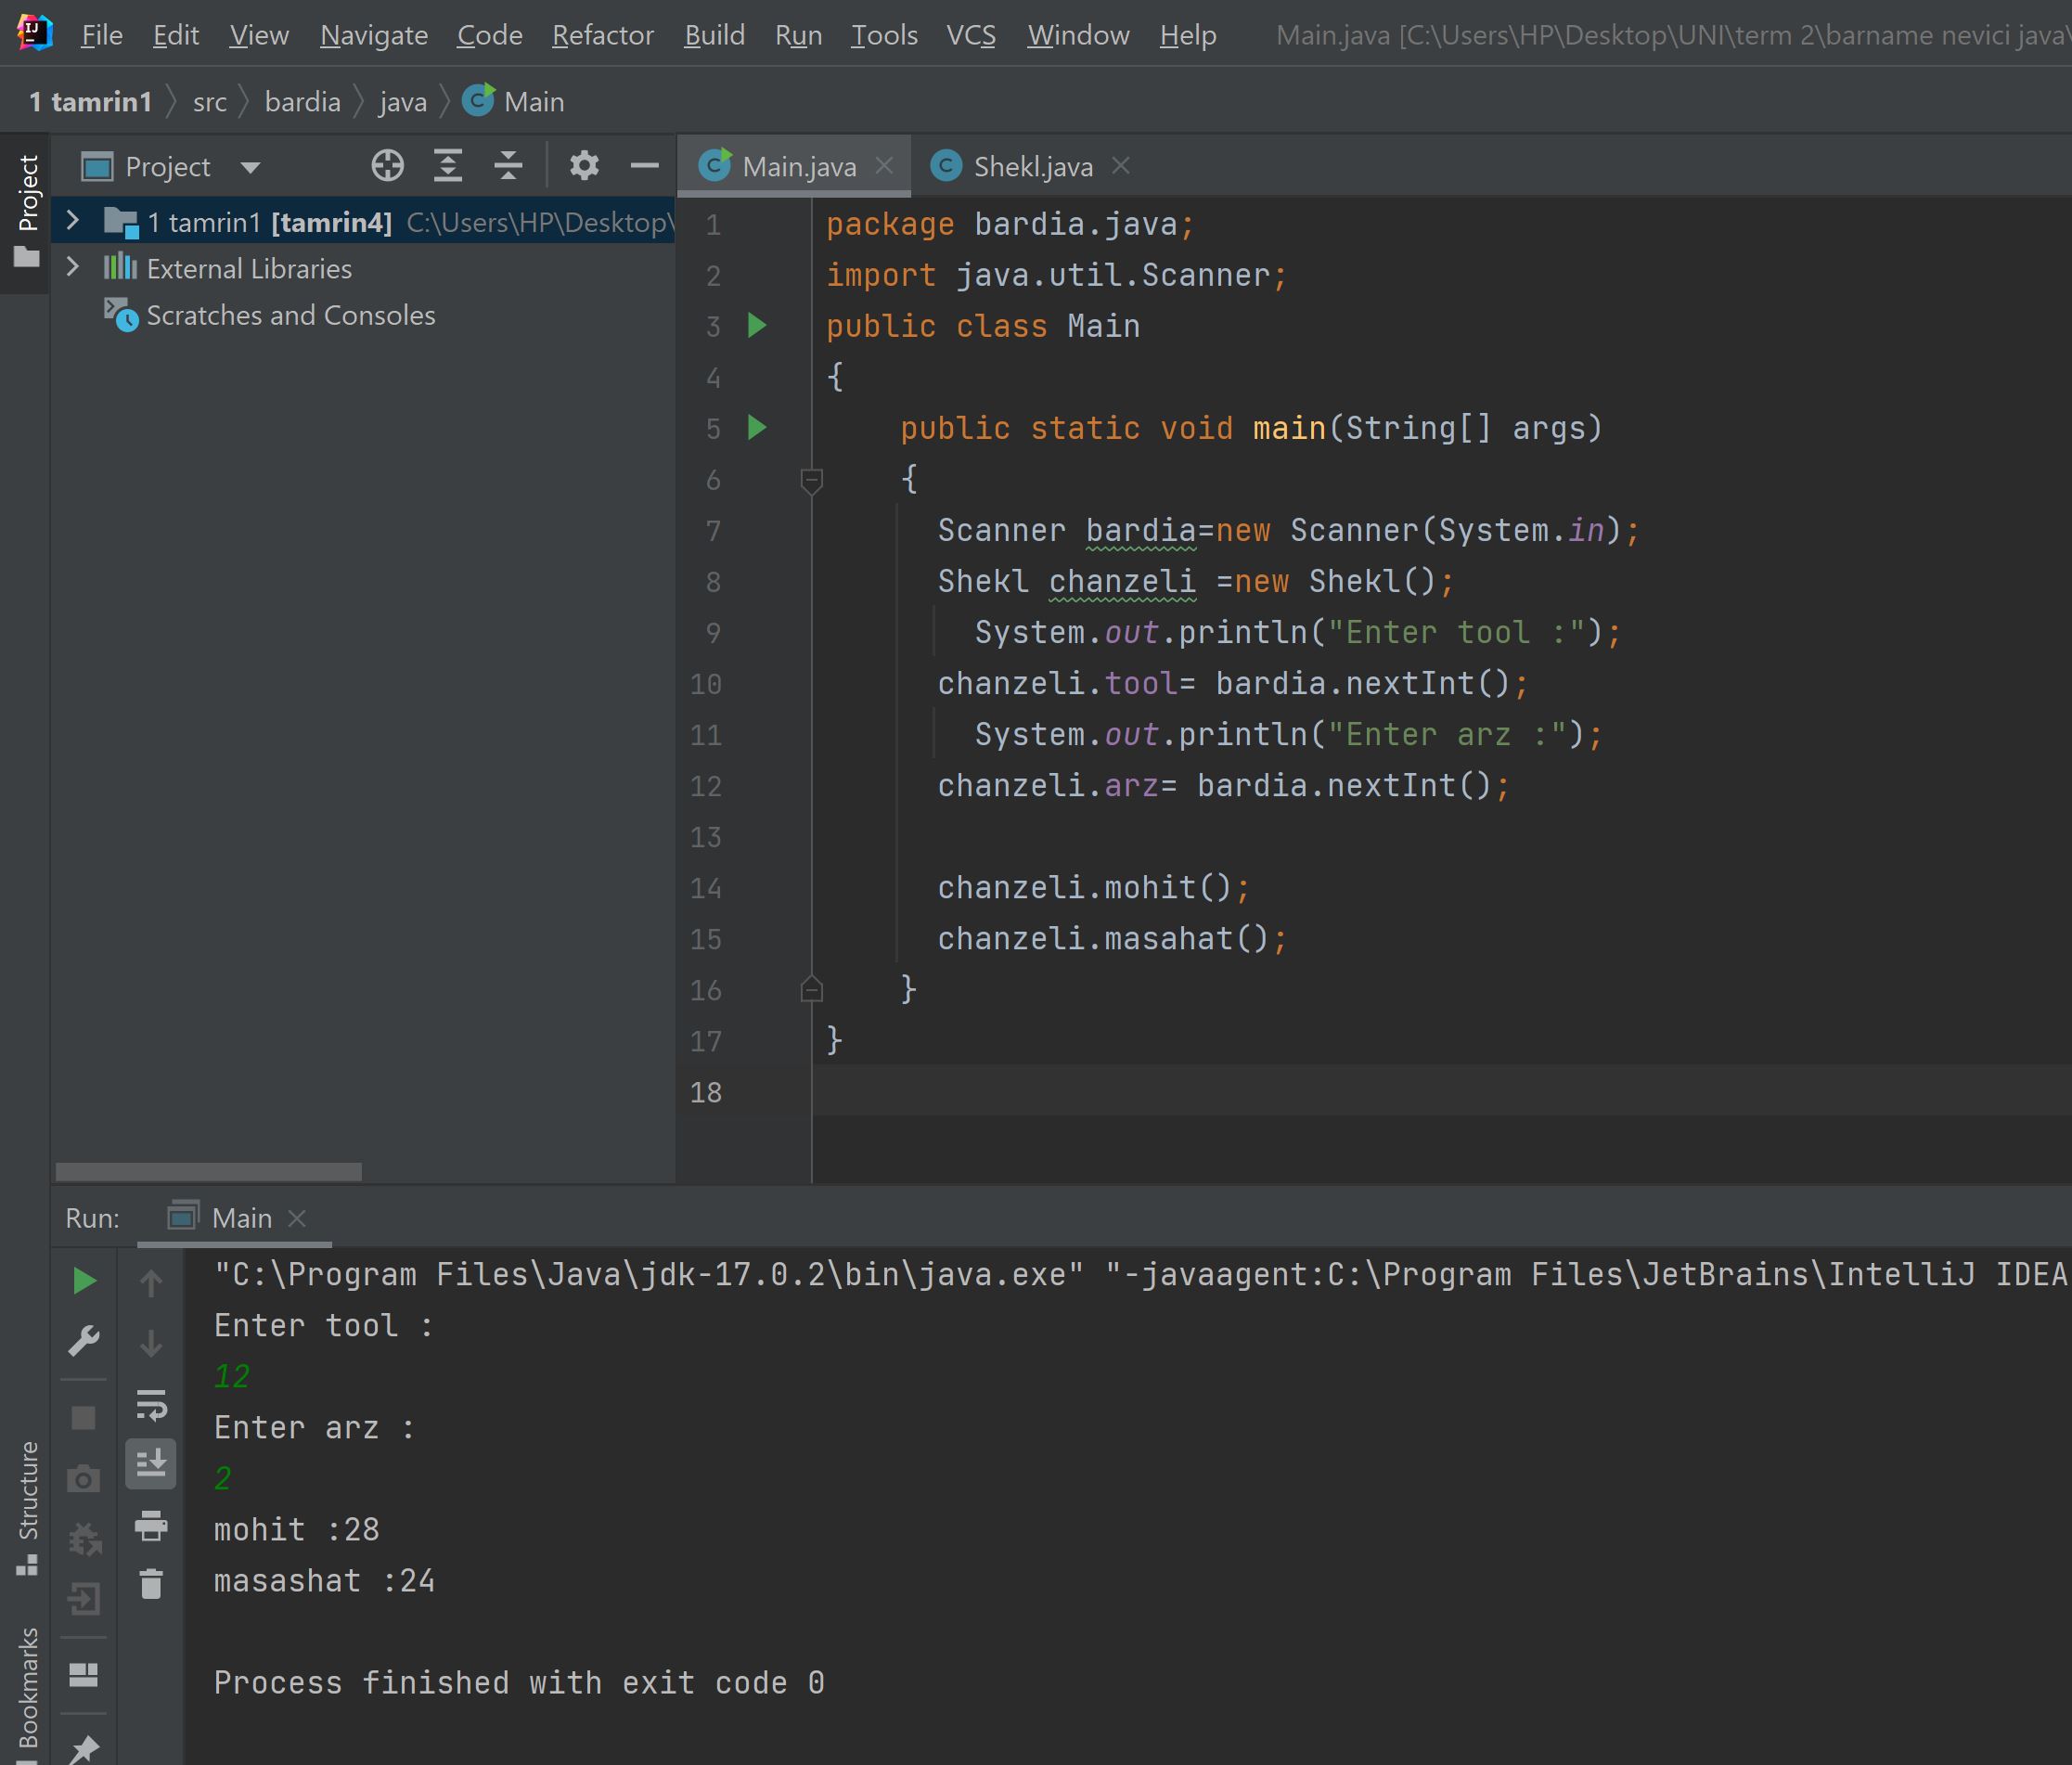 File Edit View Navigate Code Refactor Build Run Tools VCS Window Help Main.java [C:\Users\HP\Desktop\UNI\term 2\barname nevici java\
1 tamrin1 src bardia java Main
Project
Project
1 tamrin1 [tamrin4] C:\Users\HP\Desktop\
External Libraries
Scratches and Consoles
Main.java Shekl.java
1 package bardia.java;
2 import java.util.Scanner;
3 public class Main
4 {
5 public static void main(String[] args)
6 {
7 Scanner bardia=new Scanner(System.in);
8 Shekl chanzeli =new Shekl();
9 System.out.println("Enter tool :");
10 chanzeli.tool= bardia.nextInt();
11 System.out.println("Enter arz :");
12 chanzeli.arz= bardia.nextInt();
13
14 chanzeli.mohit();
15 chanzeli.masahat();
16 }
17 }
18
Run: Main
"C:\Program Files\Java\jdk-17.0.2\bin\java.exe" "-javaagent:C:\Program Files\JetBrains\IntelliJ IDEA
Enter tool :
12
Enter arz :
2
mohit :28
masashat :24
Process finished with exit code 0
Structure
Bookmarks